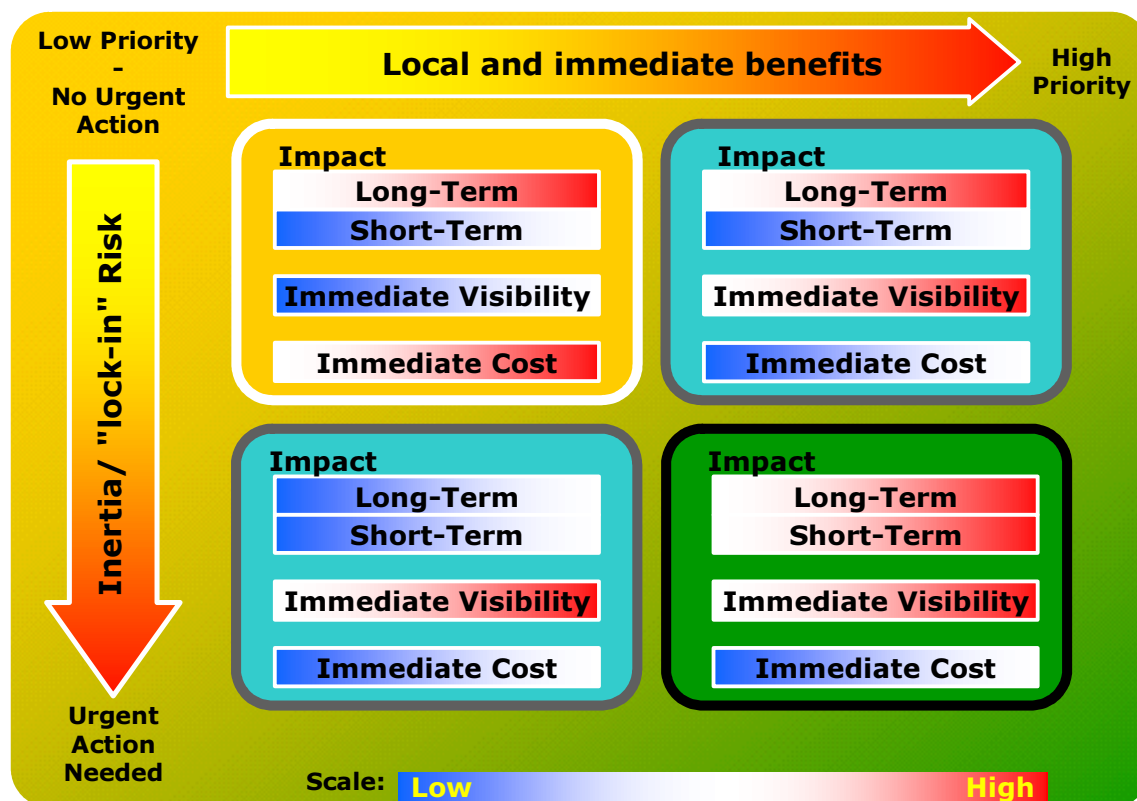 Low Priority
-
No Urgent
Action
Local and immediate benefits
High
Priority
Inertia/ "lock-in" Risk
Urgent
Action
Needed
Impact
Long-Term
Short-Term
Immediate Visibility
Immediate Cost
Impact
Long-Term
Short-Term
Immediate Visibility
Immediate Cost
Impact
Long-Term
Short-Term
Immediate Visibility
Immediate Cost
Impact
Long-Term
Short-Term
Immediate Visibility
Immediate Cost
Scale: Low High